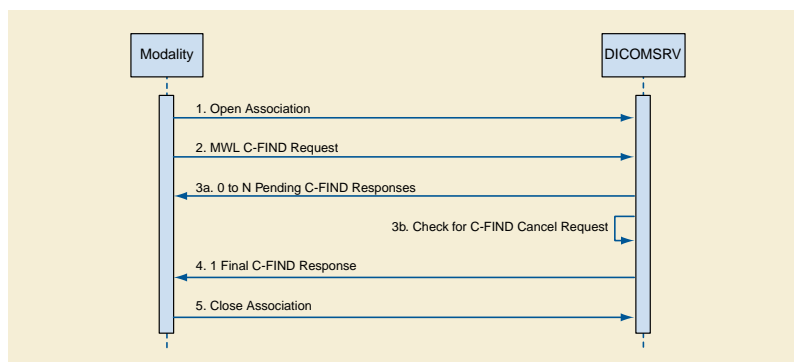 Modality
DICOMSRV
1. Open Association
2. MWL C-FIND Request
3a. 0 to N Pending C-FIND Responses
3b. Check for C-FIND Cancel Request
4. 1 Final C-FIND Response
5. Close Association